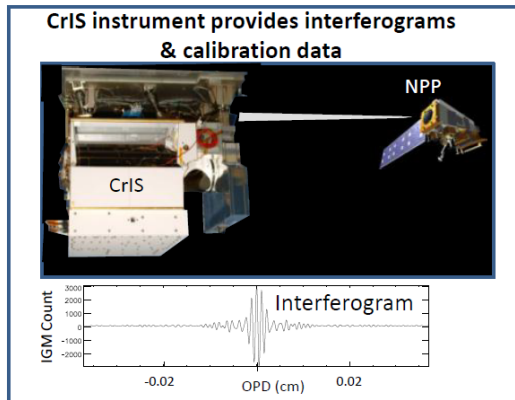 CrIS instrument provides interferograms
& calibration data
NPP
CrIS
Interferogram
IGM Count
3000
2000
1000
0
-1000
-2000
-0.02
0.02
OPD (cm)